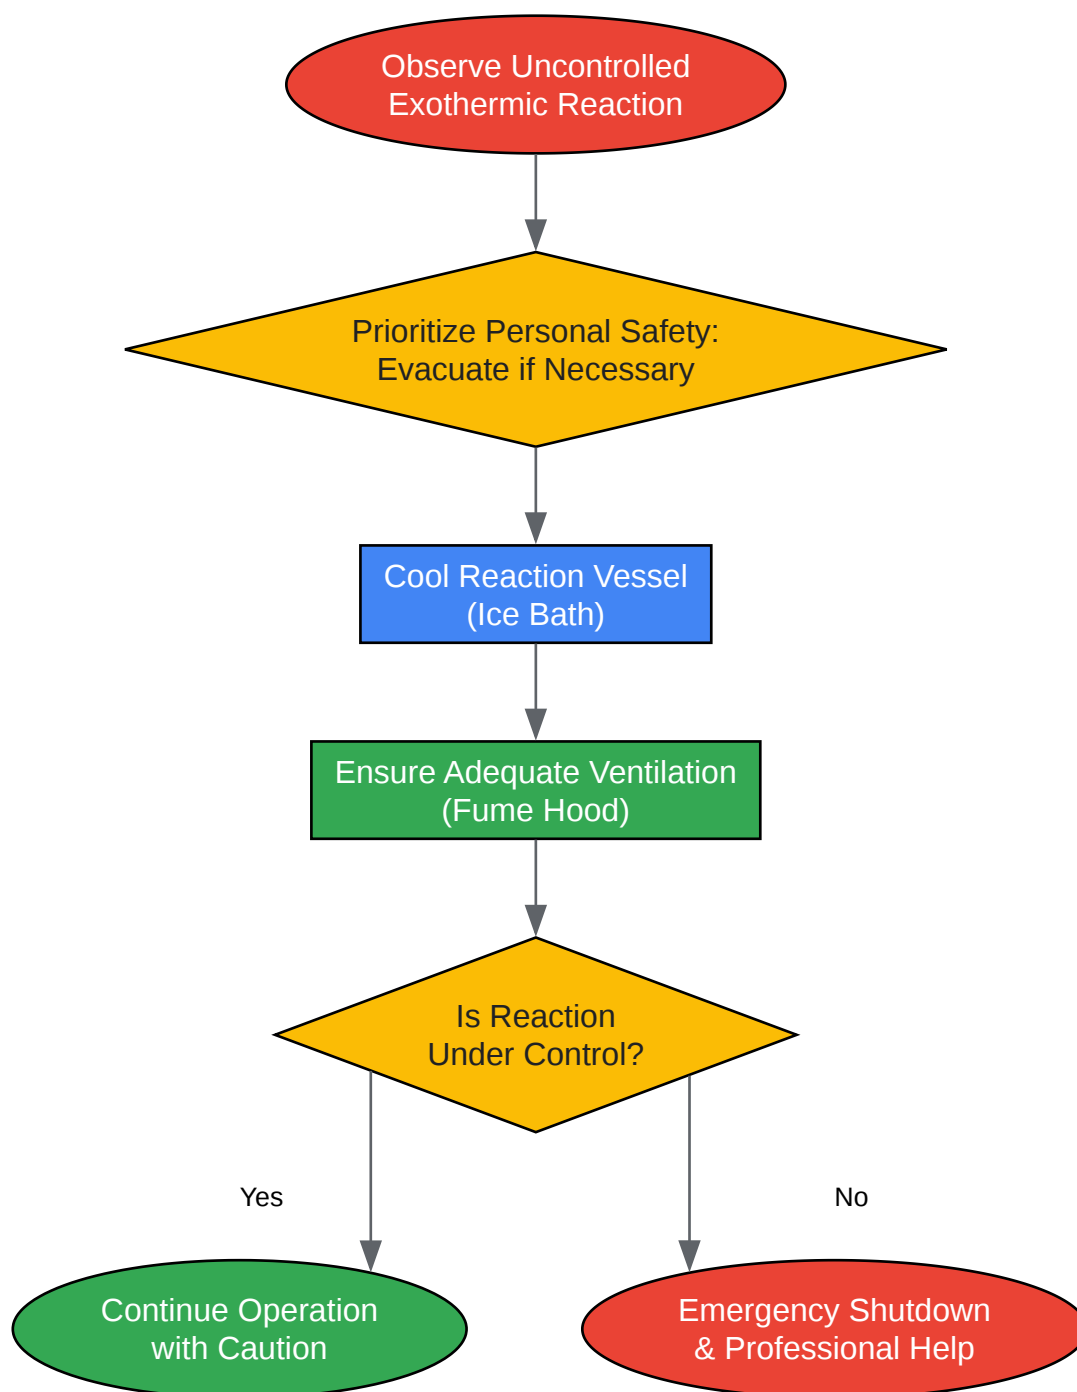 Observe Uncontrolled
Exothermic Reaction
Prioritize Personal Safety:
Evacuate if Necessary
Cool Reaction Vessel
(Ice Bath)
Ensure Adequate Ventilation
(Fume Hood)
Is Reaction
Under Control?
Yes
No
Continue Operation
with Caution
Emergency Shutdown
& Professional Help